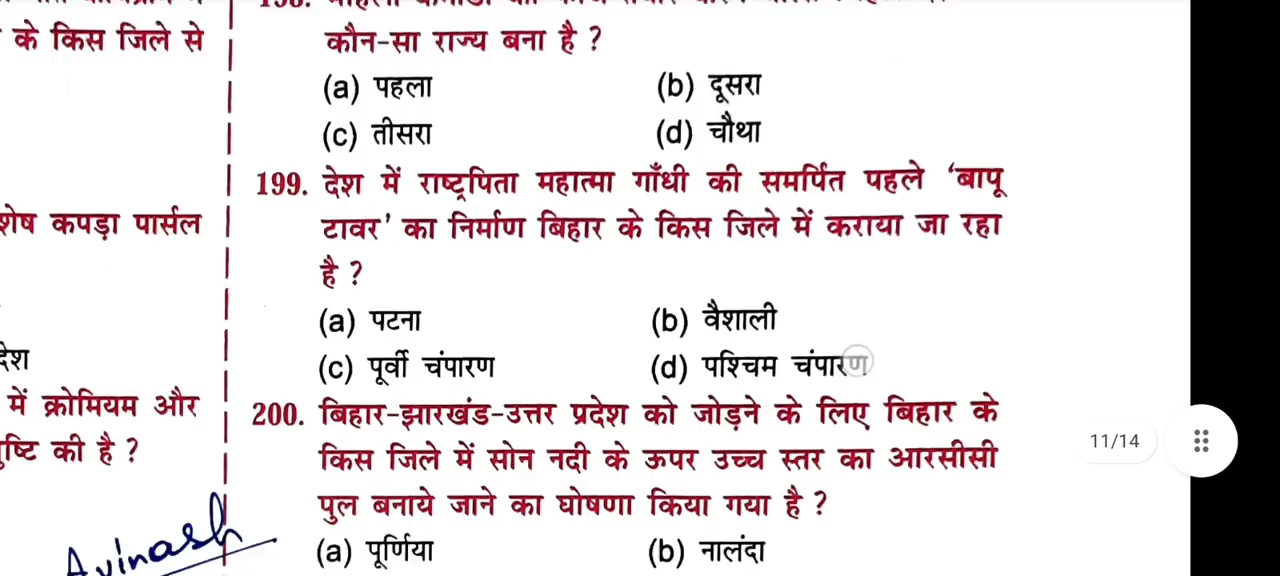 के किस जिले से
शेष कपड़ा पार्सल
देश
में क्रोमियम और
पुष्टि की है ?
Avinash
कौन-सा राज्य बना है ?
(a) पहला (b) दूसरा
(c) तीसरा (d) चौथा
199. देश में राष्ट्रपिता महात्मा गाँधी की समर्पित पहले 'बापू
टावर' का निर्माण बिहार के किस जिले में कराया जा रहा
है ?
(a) पटना (b) वैशाली
(c) पूर्वी चंपारण (d) पश्चिम चंपारण
200. बिहार-झारखंड-उत्तर प्रदेश को जोड़ने के लिए बिहार के
किस जिले में सोन नदी के ऊपर उच्च स्तर का आरसीसी
पुल बनाये जाने का घोषणा किया गया है ?
(a) पूर्णिया (b) नालंदा
11/14